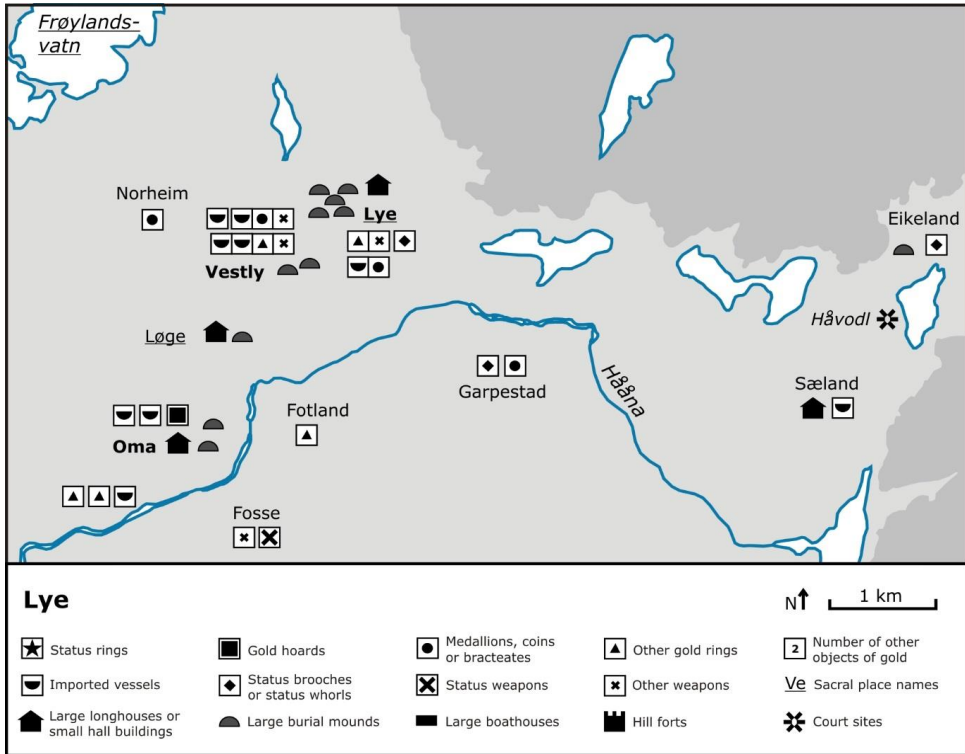 Frøylands-
vatn
Norheim
Lye
Vestly
Eikeland
Håvodl
Løge
Garpestad
Hååna
Sæland
Fotland
Oma
Fosse
Lye
N
1 km
Status rings
Gold hoards
Medallions, coins
or bracteates
Other gold rings
2
Number of other
objects of gold
Imported vessels
Status brooches
or status whorls
Status weapons
Other weapons
Ve
Sacral place names
Large longhouses or
small hall buildings
Large burial mounds
Large boathouses
Hill forts
Court sites